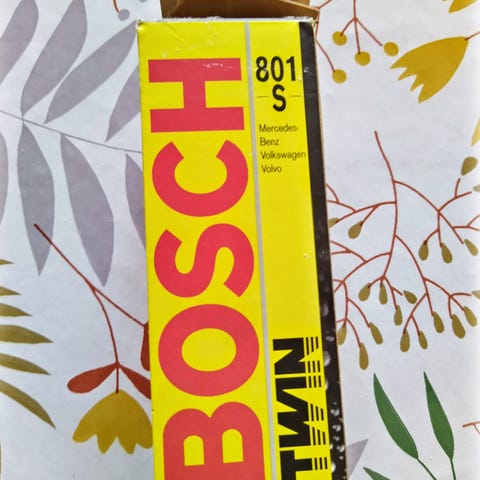 BOSCH
801
S
Mercedes-
Benz
Volkswagen
Volvo
TWIN